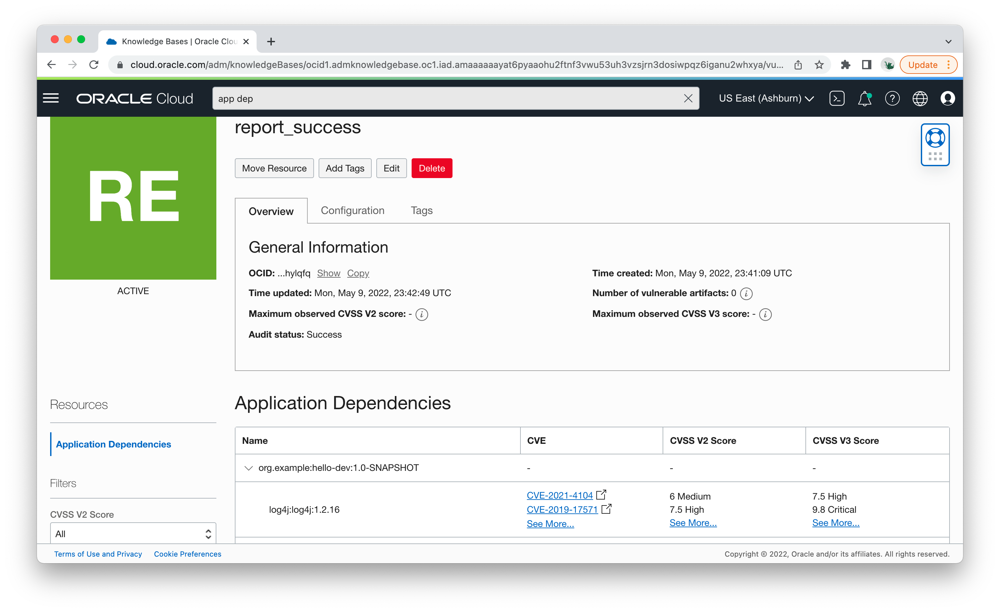 Knowledge Bases | Oracle Clou
cloud.oracle.com/adm/knowledgeBases/ocid1.admknowledgebase.oc1.iad.amaaaaaayat6pyaaohu2ftnf3vwu53uh3vzsjrn3dosiwpqz6iganu2whxya/vu...
Update
ORACLE Cloud
app dep
US East (Ashburn)
RE
ACTIVE
report_success
Move Resource
Add Tags
Edit
Delete
Overview
Configuration
Tags
General Information
OCID: ...hylqfq Show Copy
Time created: Mon, May 9, 2022, 23:41:09 UTC
Time updated: Mon, May 9, 2022, 23:42:49 UTC
Number of vulnerable artifacts: 0
Maximum observed CVSS V2 score: -
Maximum observed CVSS V3 score: -
Audit status: Success
Resources
Application Dependencies
Filters
CVSS V2 Score
All
Application Dependencies
Name CVE CVSS V2 Score CVSS V3 Score
org.example:hello-dev:1.0-SNAPSHOT - - -
log4j:log4j:1.2.16
CVE-2021-4104
CVE-2019-17571
See More...
6 Medium
7.5 High
See More...
7.5 High
9.8 Critical
See More...
Terms of Use and Privacy
Cookie Preferences
Copyright © 2022, Oracle and/or its affiliates. All rights reserved.